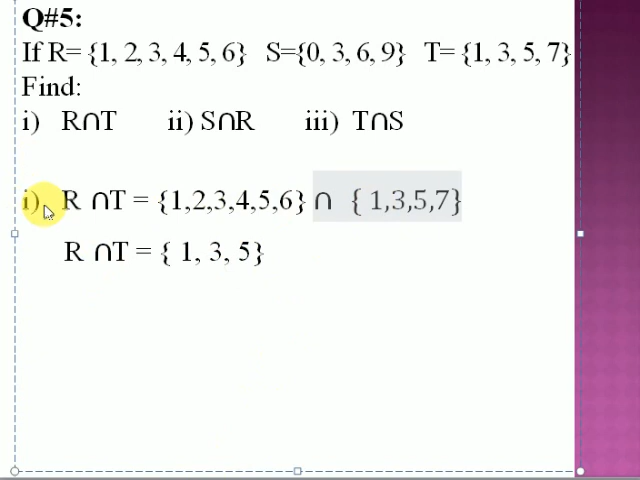 Q#5:
If R= {1, 2, 3, 4, 5, 6} S={0, 3, 6, 9} T= {1, 3, 5, 7}
Find:
i) R∩T ii) S∩R iii) T∩S
i) R ∩T = {1,2,3,4,5,6} ∩ { 1,3,5,7}
R ∩T = { 1, 3, 5}